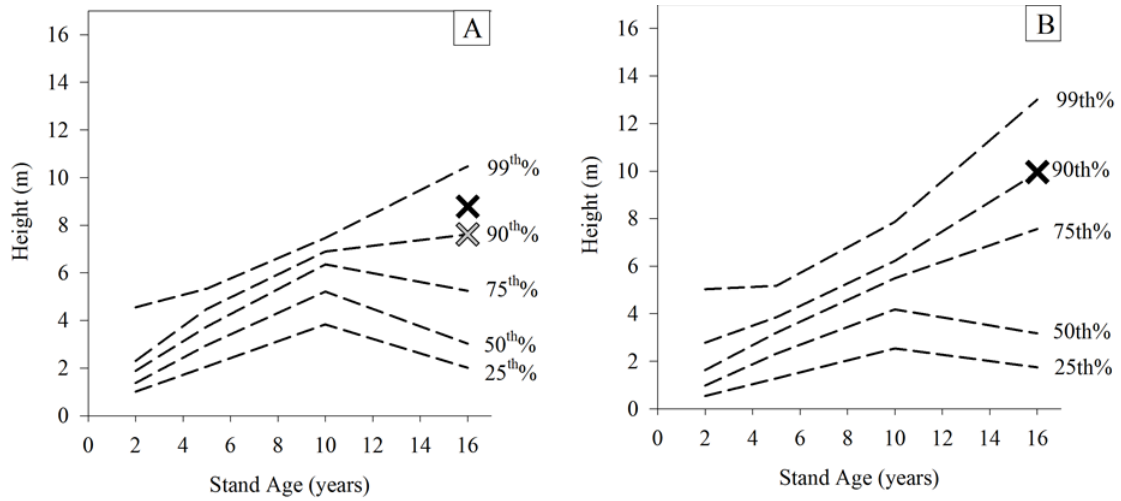 A
16
14
12
10
8
6
4
2
0
Height (m)
99th%
90th%
75th%
50th%
25th%
0 2 4 6 8 10 12 14 16
Stand Age (years)
B
16
14
12
10
8
6
4
2
0
Height (m)
99th%
90th%
75th%
50th%
25th%
0 2 4 6 8 10 12 14 16
Stand Age (years)